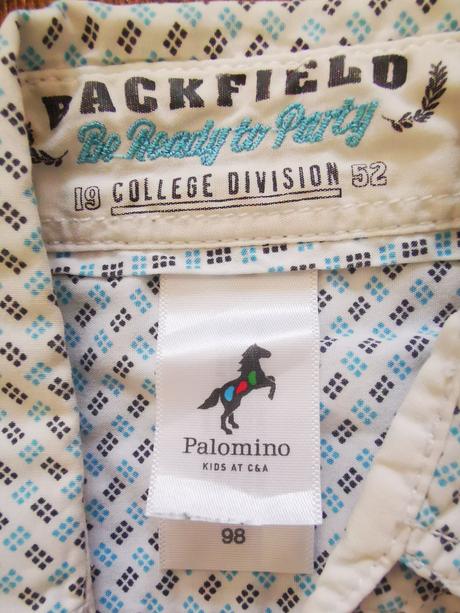 BACKFIELD
Be Ready to Party
19 COLLEGE DIVISION 52
Palomino
KIDS AT C&A
98